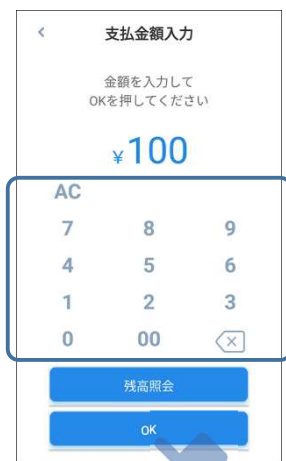 支払金額入力
金額を入力して
OKを押してください
¥100
AC
7 8 9
4 5 6
1 2 3
0 00
残高照会
OK